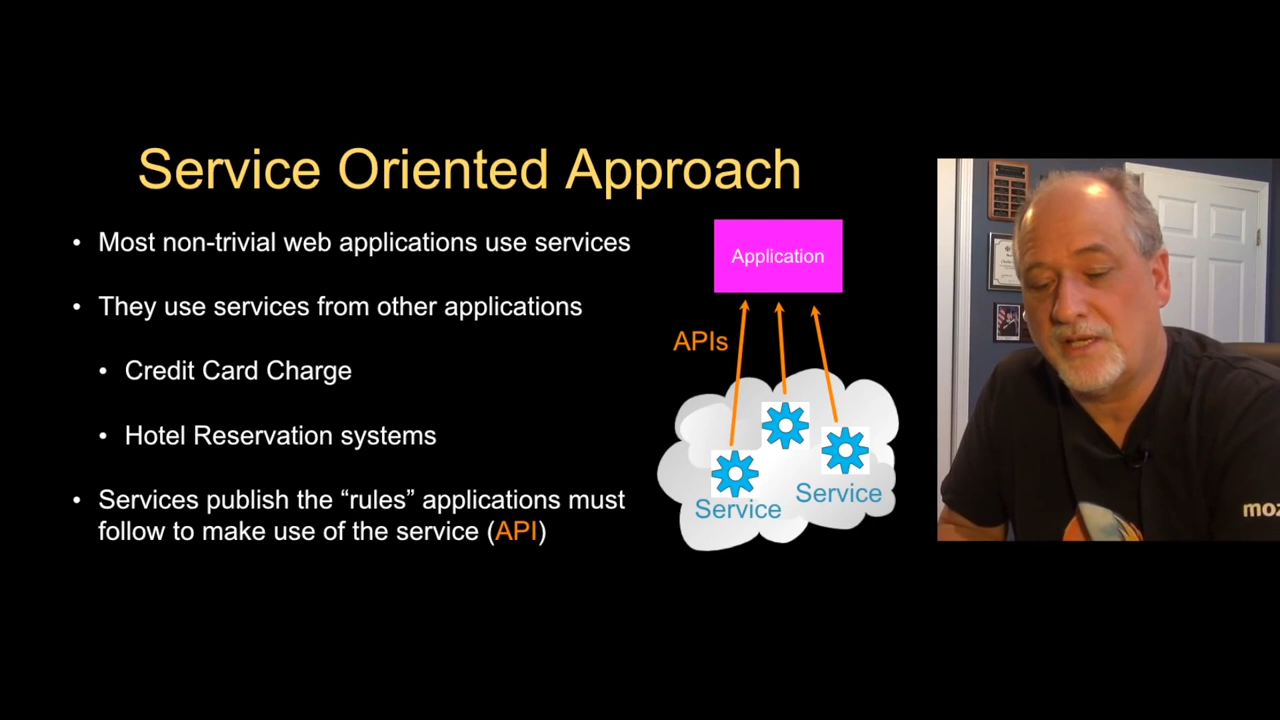 Service Oriented Approach
• Most non-trivial web applications use services
• They use services from other applications
• Credit Card Charge
• Hotel Reservation systems
• Services publish the “rules” applications must
follow to make use of the service (API)
Application
APIs
Service
Service
moz